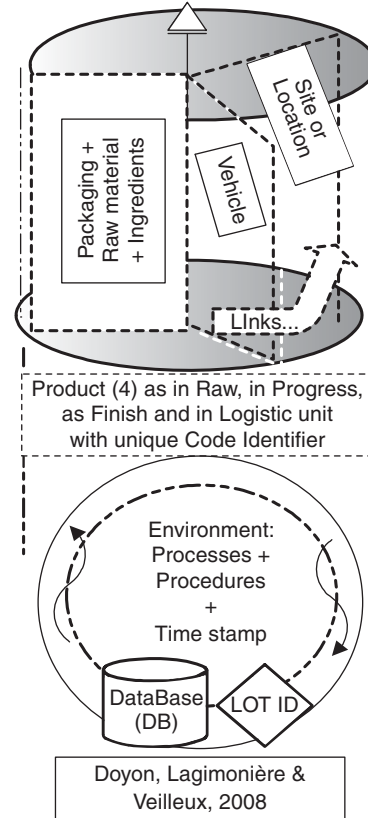 Site or
Location
Packaging +
Raw material
+ Ingredients
Vehicle
LInks...
Product (4) as in Raw, in Progress,
as Finish and in Logistic unit
with unique Code Identifier
Environment:
Processes +
Procedures
+
Time stamp
DataBase
(DB)
LOT ID
Doyon, Lagimonière &
Veilleux, 2008